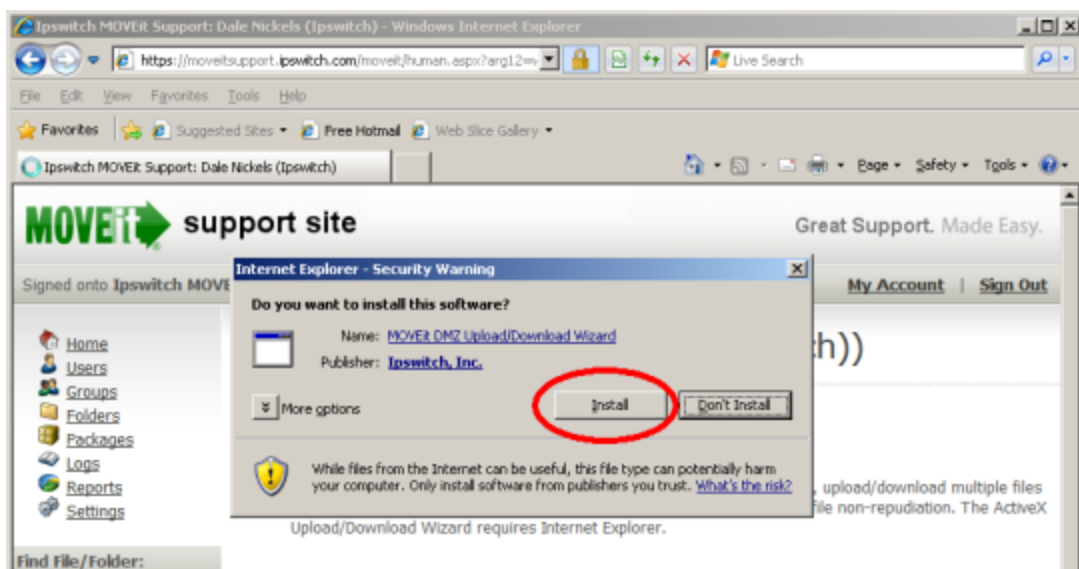 Ipswitch MOVEit Support: Dale Nickels (Ipswitch) - Windows Internet Explorer
https://moveitsupport.ipswitch.com/moveit/human.aspx?arg12=
Live Search
File Edit View Favorites Tools Help
Favorites Suggested Sites Free Hotmail Web Slice Gallery
Ipswitch MOVEit Support: Dale Nickels (Ipswitch)
Page Safety Tools
MOVEit support site
Great Support. Made Easy.
Signed onto Ipswitch MOVE
My Account | Sign Out
Internet Explorer - Security Warning
Do you want to install this software?
Name: MOVEit DMZ Upload/Download Wizard
Publisher: Ipswitch, Inc.
More options
Install
Don't Install
While files from the Internet can be useful, this file type can potentially harm
your computer. Only install software from publishers you trust. What's the risk?
Home
Users
Groups
Folders
Packages
Logs
Reports
Settings
Find File/Folder:
h))
, upload/download multiple files
file non-repudiation. The ActiveX
Upload/Download Wizard requires Internet Explorer.